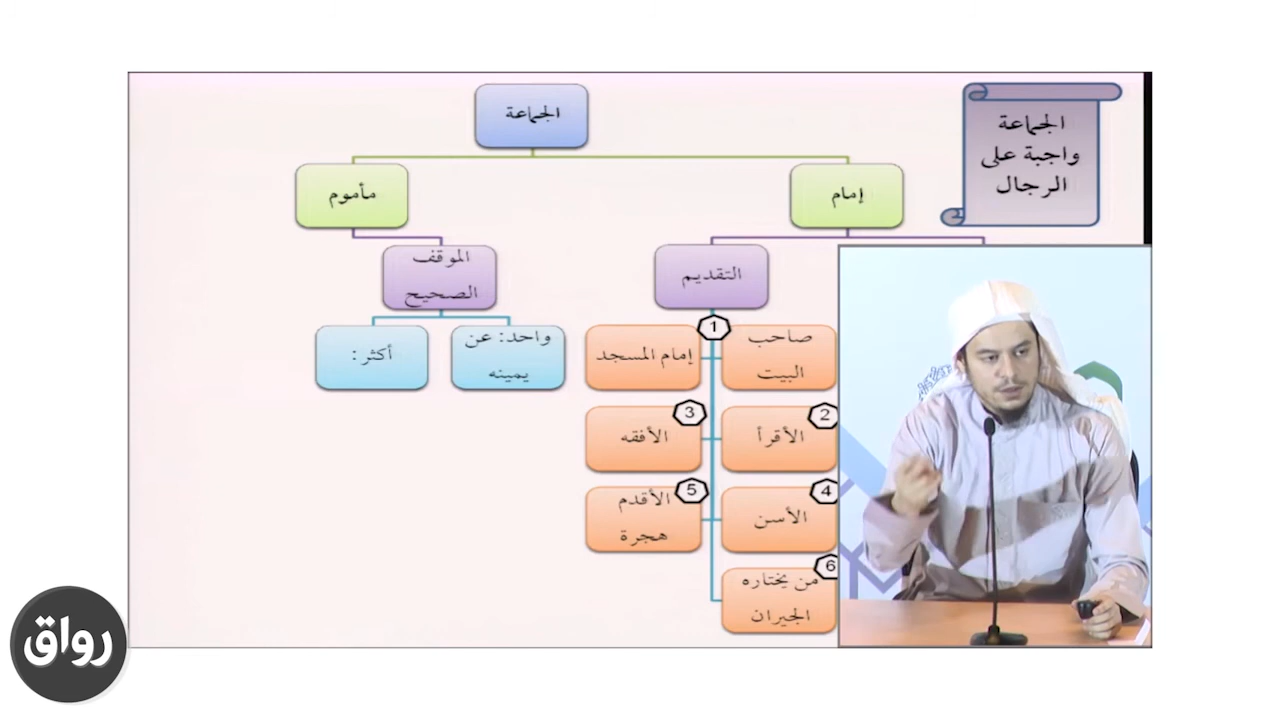 الجماعة
واجبة على
الرجال
الجماعة
إمام
مأموم
التقديم
الموقف
الصحيح
1
صاحب
البيت
إمام المسجد
واحد: عن
يمينه
أكثر:
2
الأقرأ
3
الأفقه
4
الأسن
5
الأقدم
هجرة
6
من يختاره
الجيران
رواق